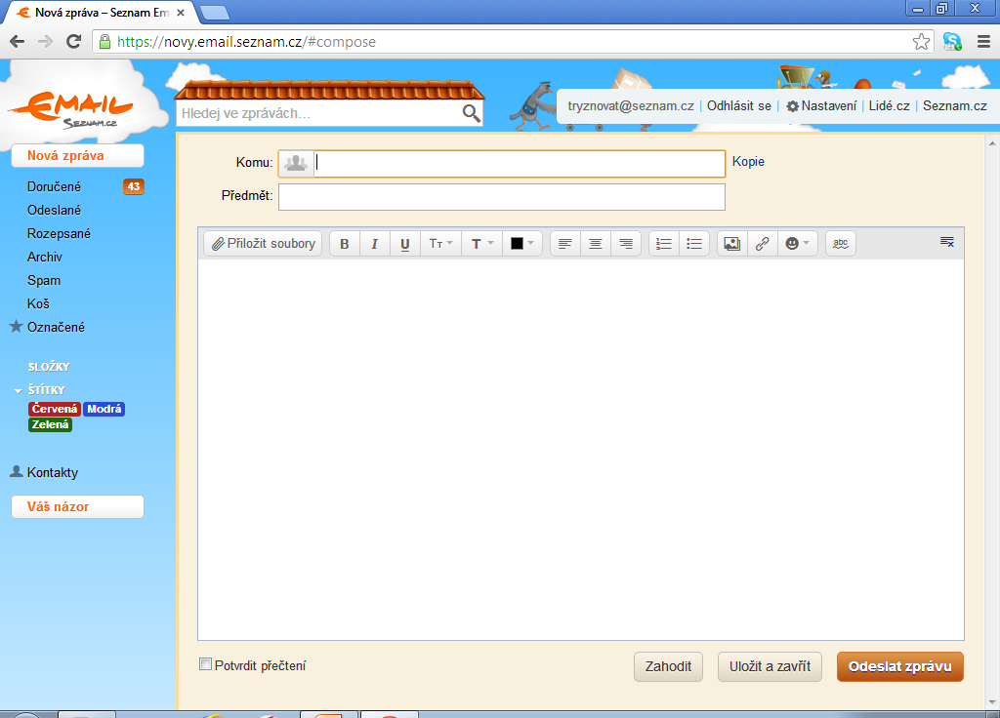 Nová zpráva – Seznam Em
https://novy.email.seznam.cz/#compose
EMAIL
SEZNAM.CZ
Hledej ve zprávách...
tryznovat@seznam.cz | Odhlásit se | Nastavení | Lidé.cz | Seznam.cz
Nová zpráva
Doručené 43
Odeslané
Rozepsané
Archiv
Spam
Koš
Označené
SLOŽKY
ŠTÍTKY
Červená Modrá
Zelená
Kontakty
Váš názor
Komu: Kopie
Předmět:
Přiložit soubory B I U TT T abc
Potvrdit přečtení Zahodit Uložit a zavřít Odeslat zprávu